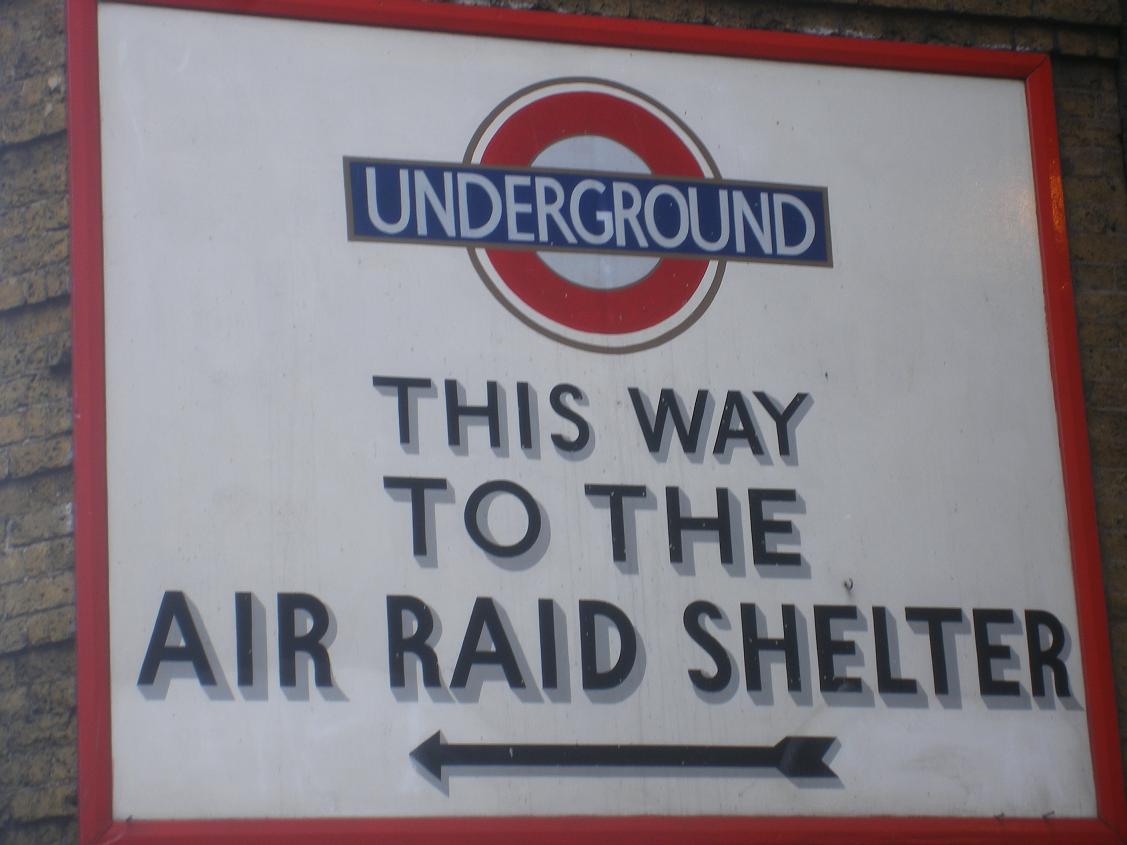 UNDERGROUND
THIS WAY
TO THE
AIR RAID SHELTER